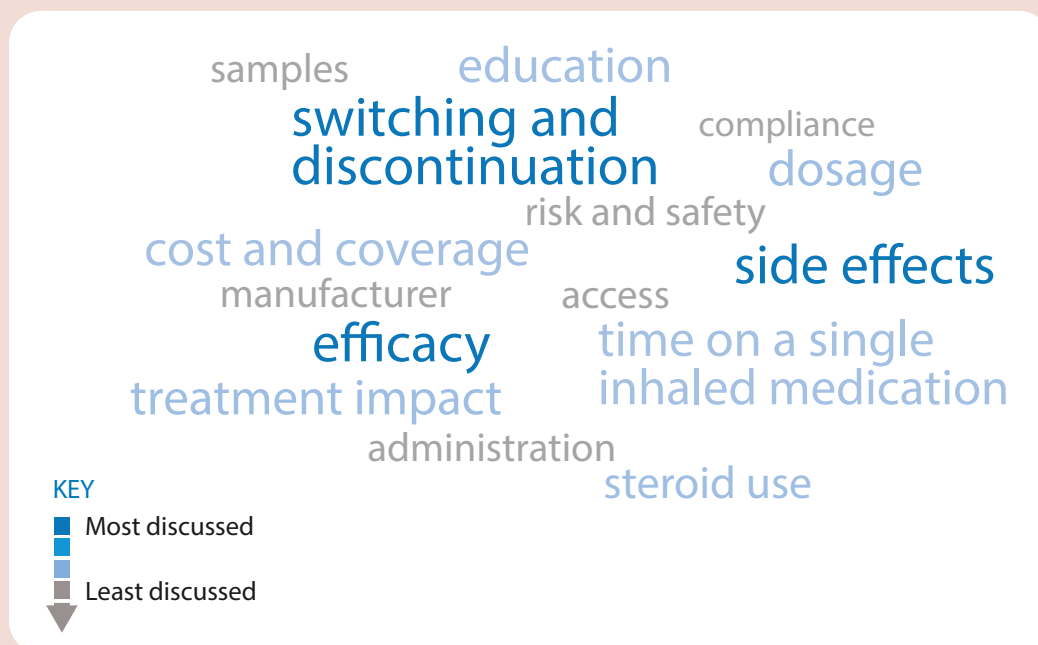 samples
education
switching and
discontinuation
compliance
dosage
risk and safety
cost and coverage
side effects
manufacturer
access
efficacy
time on a single
inhaled medication
treatment impact
administration
steroid use
KEY
Most discussed
Least discussed